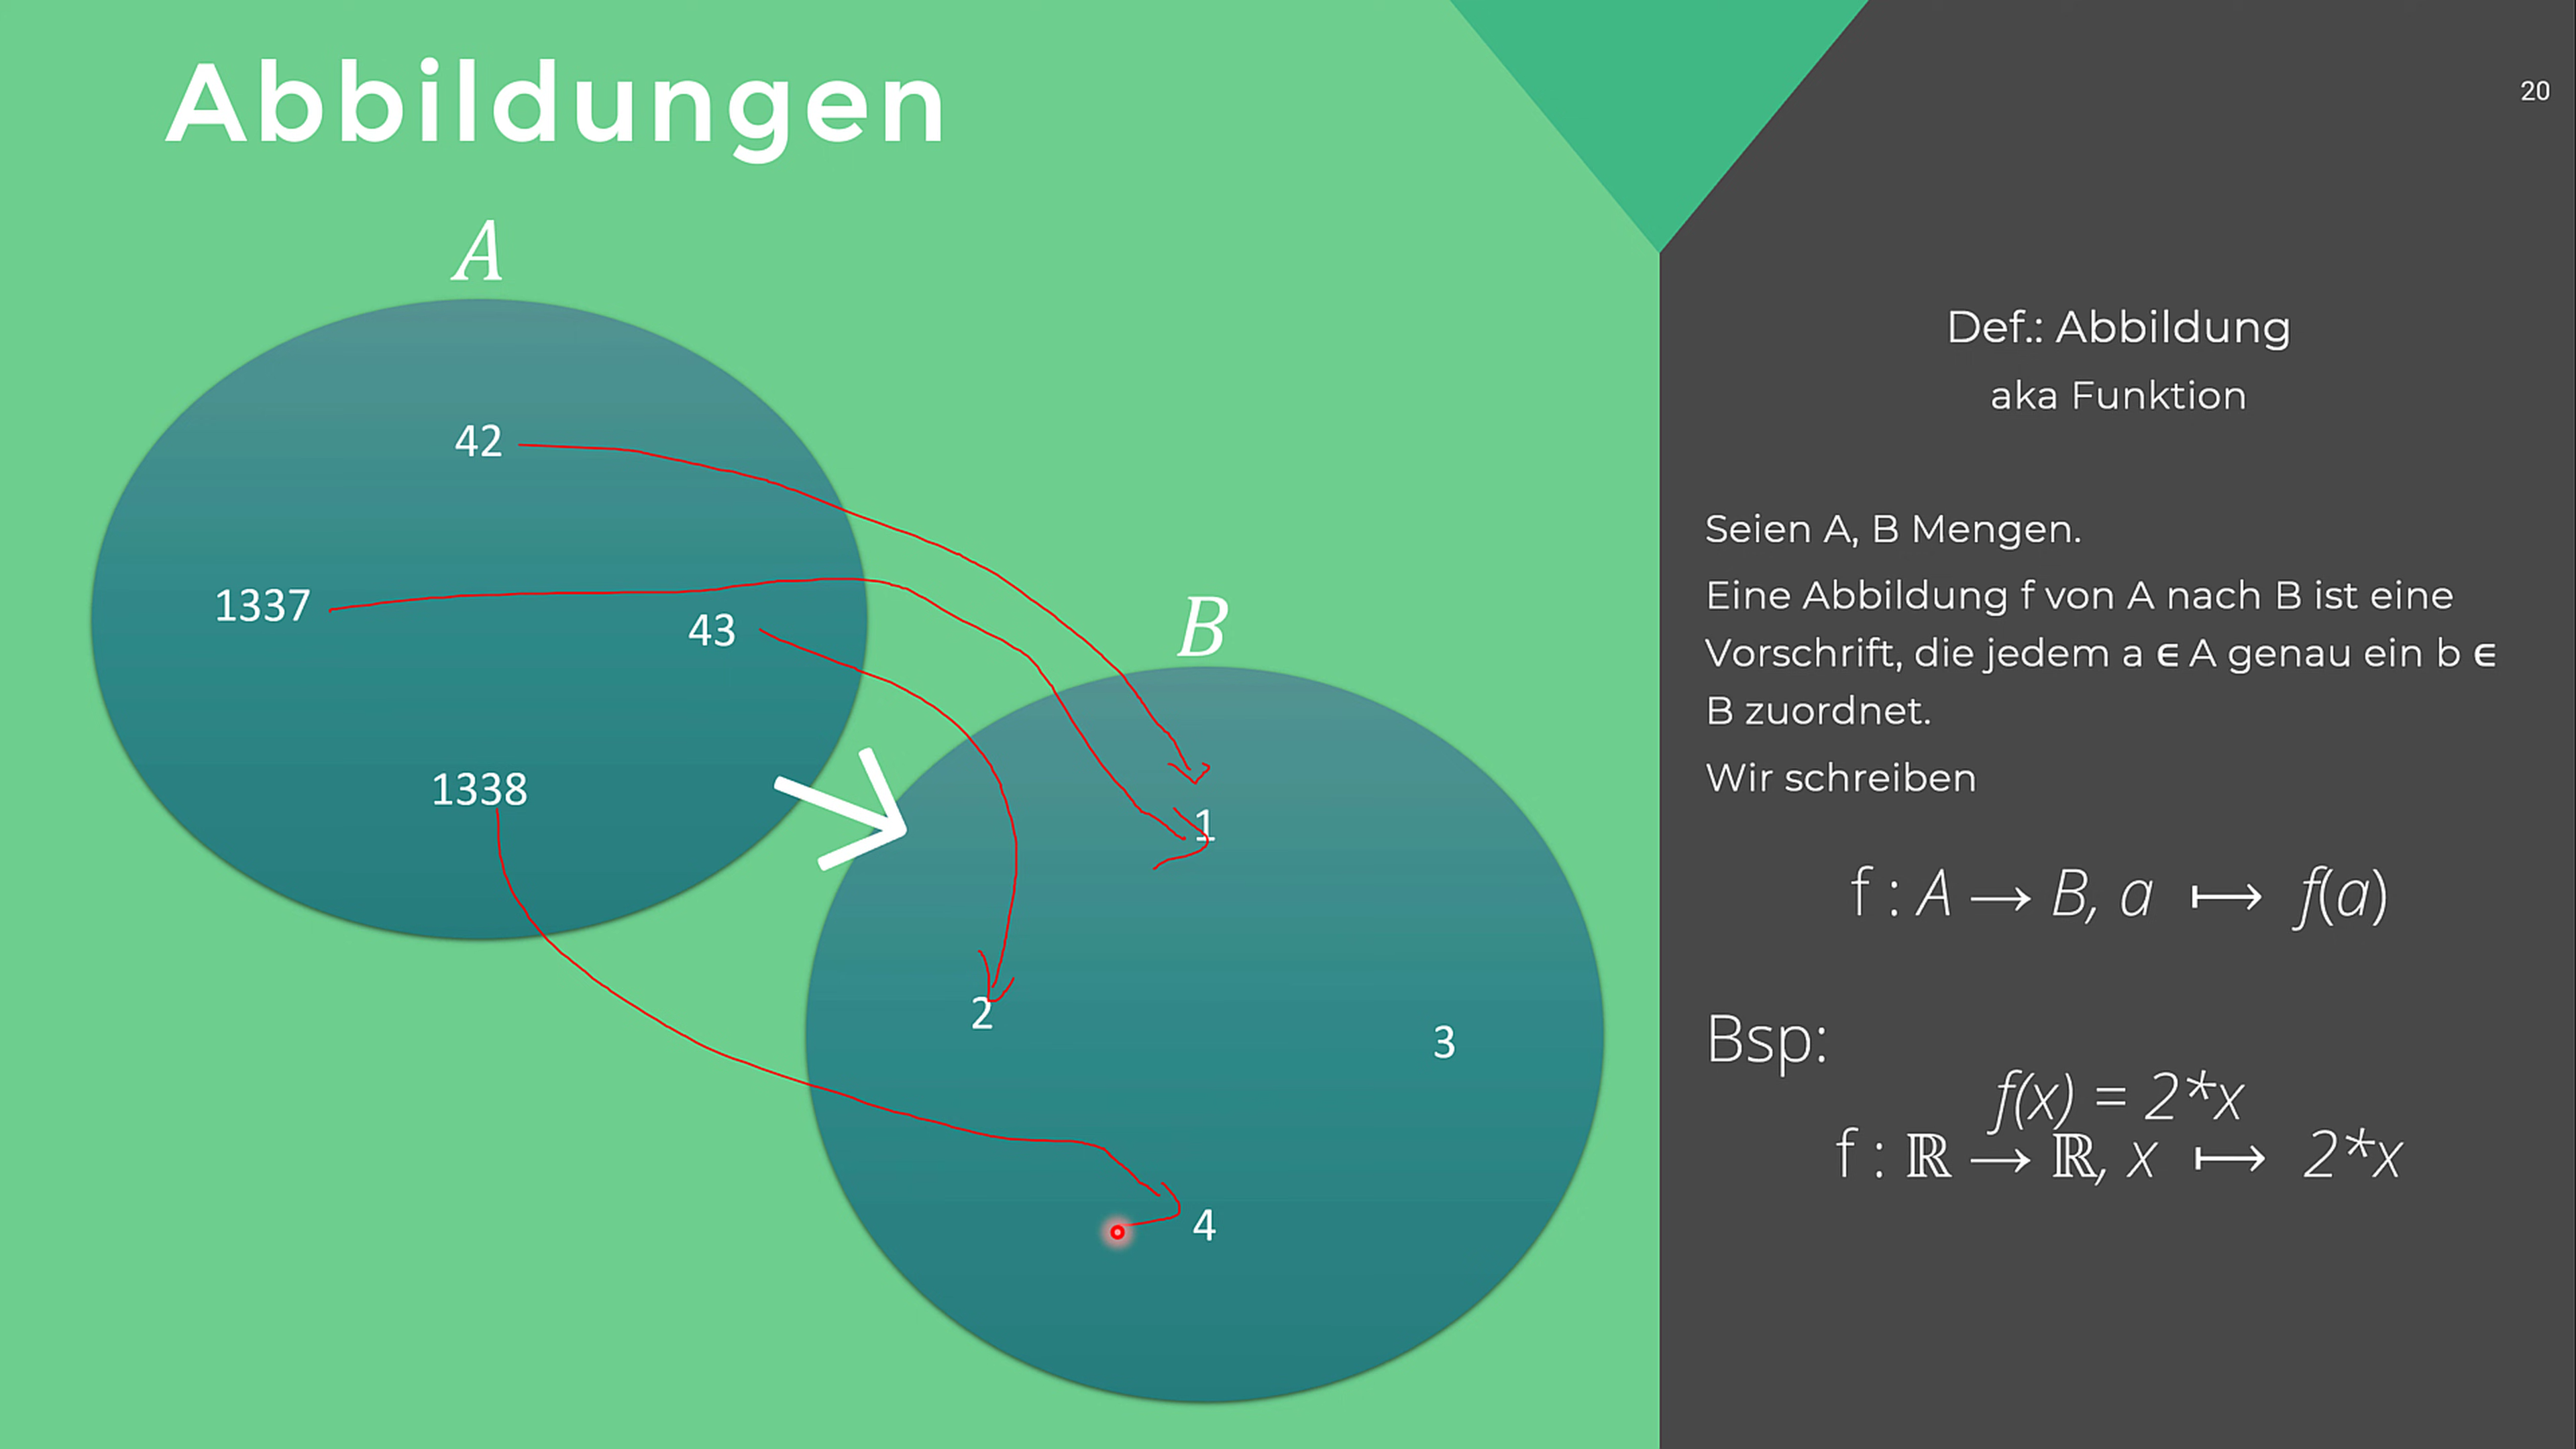 Abbildungen
20
A
42
1337
43
1338
B
1
2
3
4
Def.: Abbildung
aka Funktion
Seien A, B Mengen.
Eine Abbildung f von A nach B ist eine
Vorschrift, die jedem a ∈ A genau ein b ∈
B zuordnet.
Wir schreiben
f : A → B, a ↦ f(a)
Bsp:
f(x) = 2*x
f : ℝ → ℝ, x ↦ 2*x